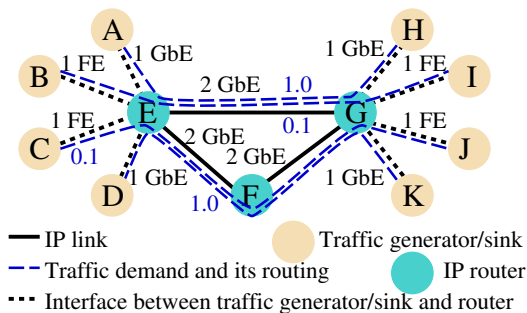 A
H
1 GbE
1 GbE
1 FE
1 FE
B
2 GbE
1.0
I
E
G
1 FE
0.1
1 FE
C
2 GbE
J
0.1
2 GbE
D
1 GbE
F
1 GbE
K
1.0
IP link
Traffic generator/sink
Traffic demand and its routing
IP router
Interface between traffic generator/sink and router